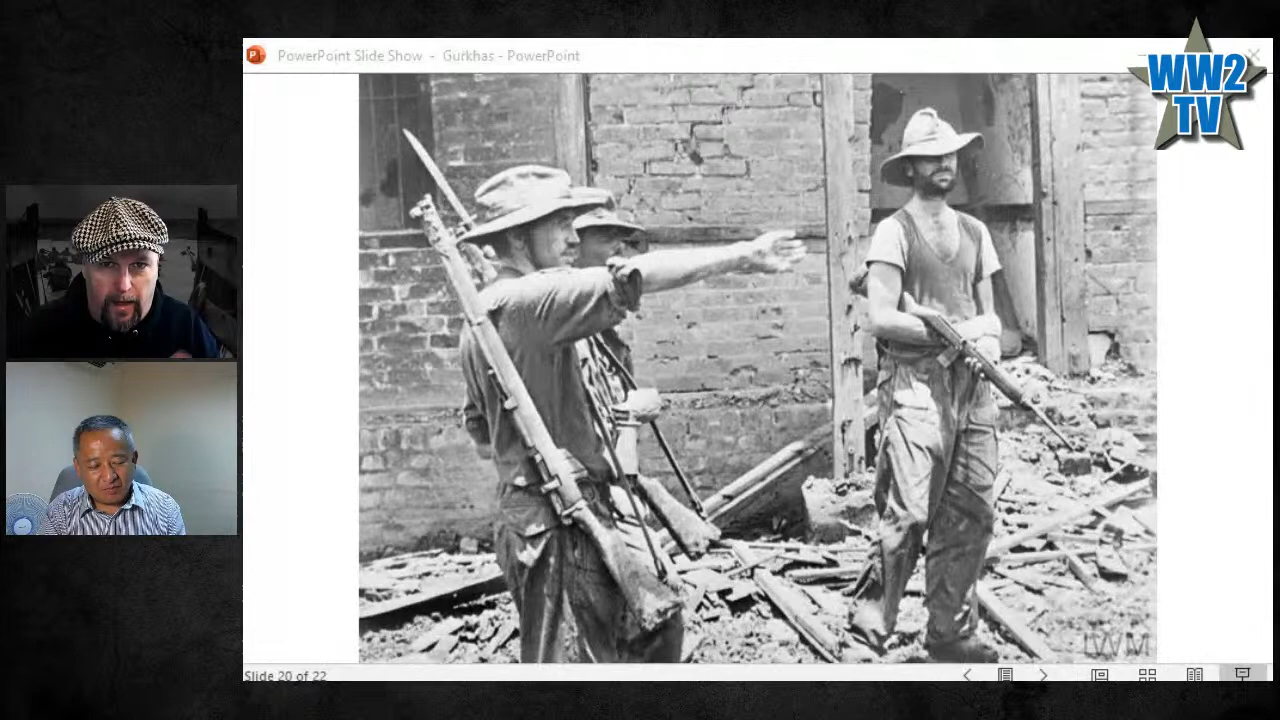 PowerPoint Slide Show - Gurkhas - PowerPoint
WW2
TV
IWM
Slide 20 of 22